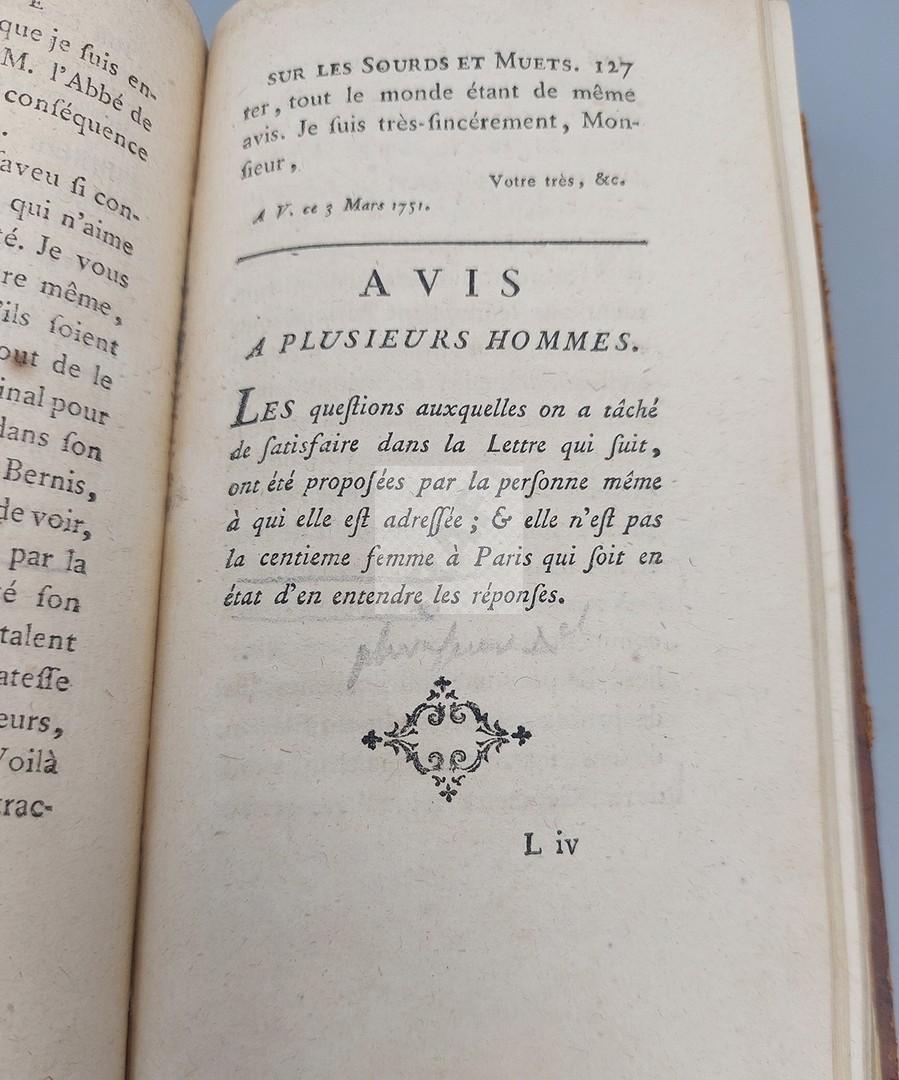 E
que je ſuis en-
M. l'Abbé de
conſéquence
ſaveu ſi con-
qui n'aime
té. Je vous
re même,
'ils ſoient
out de le
inal pour
dans ſon
Bernis,
de voir,
par la
é ſon
talent
ateſſe
eurs,
Voilà
trac-
SUR LES SOURDS ET MUETS. 127
ter, tout le monde étant de même
avis. Je ſuis très-ſincérement, Mon-
ſieur,
Votre très, &c.
A V. ce 3 Mars 1751.
AVIS
A PLUSIEURS HOMMES.
LES queſtions auxquelles on a tâché
de ſatisfaire dans la Lettre qui ſuit,
ont été propoſées par la perſonne même
à qui elle eſt adreſſée ; & elle n'eſt pas
la centieme femme à Paris qui ſoit en
état d'en entendre les réponſes.
L iv